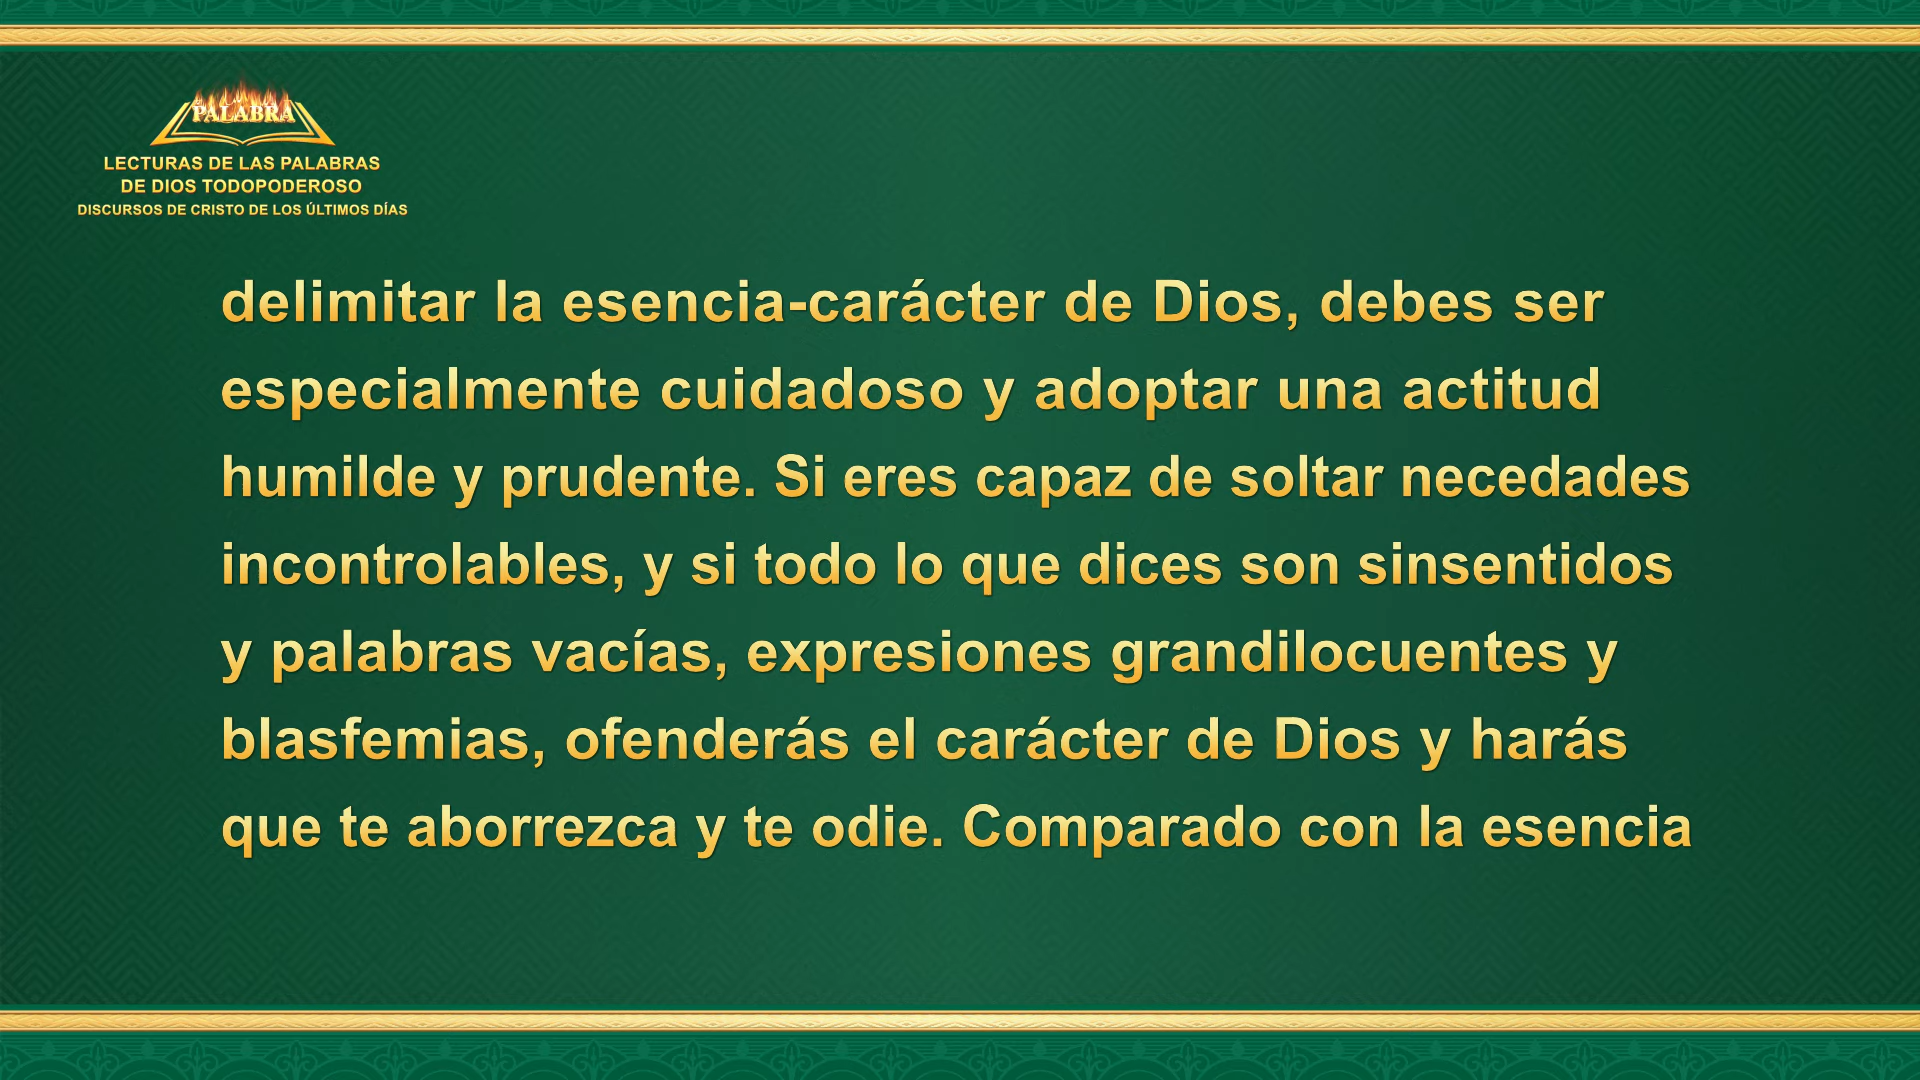 PALABRA
LECTURAS DE LAS PALABRAS
DE DIOS TODOPODEROSO
DISCURSOS DE CRISTO DE LOS ÚLTIMOS DÍAS
delimitar la esencia-carácter de Dios, debes ser
especialmente cuidadoso y adoptar una actitud
humilde y prudente. Si eres capaz de soltar necedades
incontrolables, y si todo lo que dices son sinsentidos
y palabras vacías, expresiones grandilocuentes y
blasfemias, ofenderás el carácter de Dios y harás
que te aborrezca y te odie. Comparado con la esencia